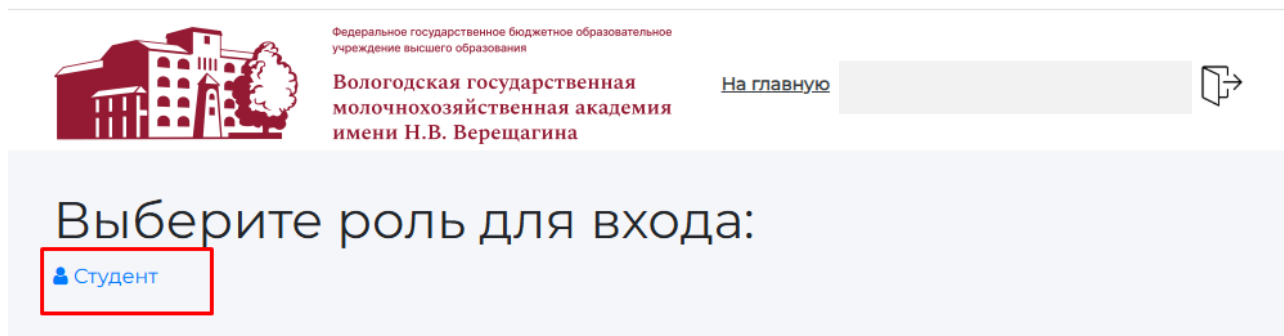 Федеральное государственное бюджетное образовательное
учреждение высшего образования
Вологодская государственная
молочнохозяйственная академия
имени Н.В. Верещагина
На главную
Выберите роль для входа:
Студент